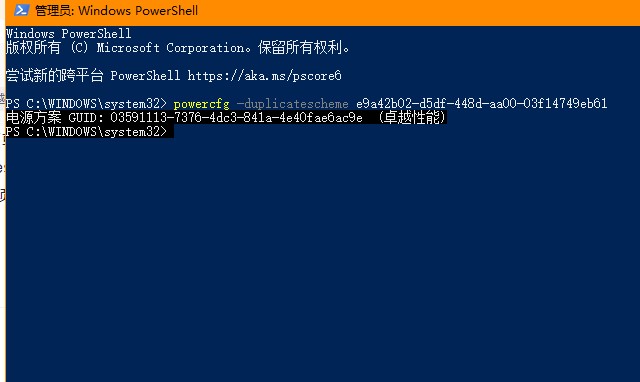 管理员: Windows PowerShell
Windows PowerShell
版权所有 (C) Microsoft Corporation。保留所有权利。
尝试新的跨平台 PowerShell https://aka.ms/pscore6
PS C:\WINDOWS\system32> powercfg -duplicatescheme e9a42b02-d5df-448d-aa00-03f14749eb61
电源方案 GUID: 03591113-7376-4dc3-841a-4e40fae6ac9e  (卓越性能)
PS C:\WINDOWS\system32>